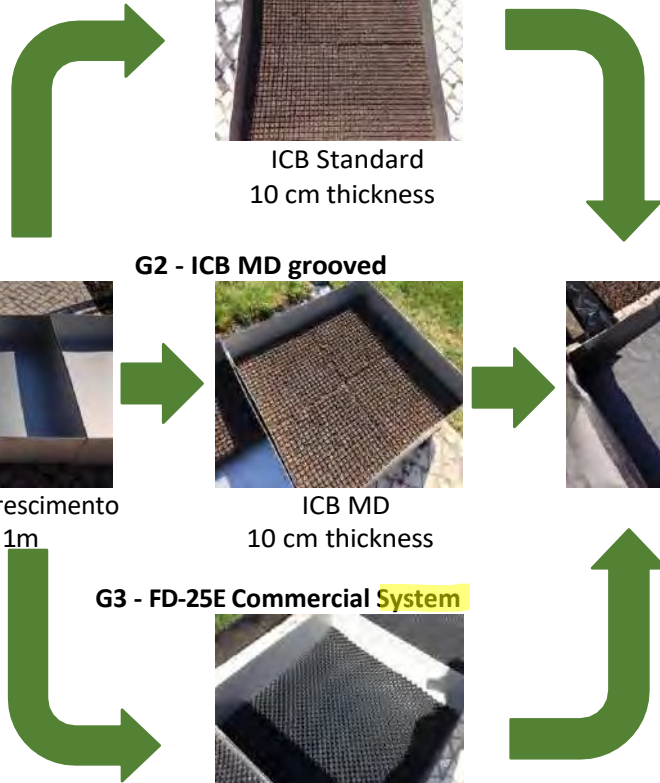 ICB Standard
10 cm thickness
G2 - ICB MD grooved
rescimento
1m
ICB MD
10 cm thickness
G3 - FD-25E Commercial System